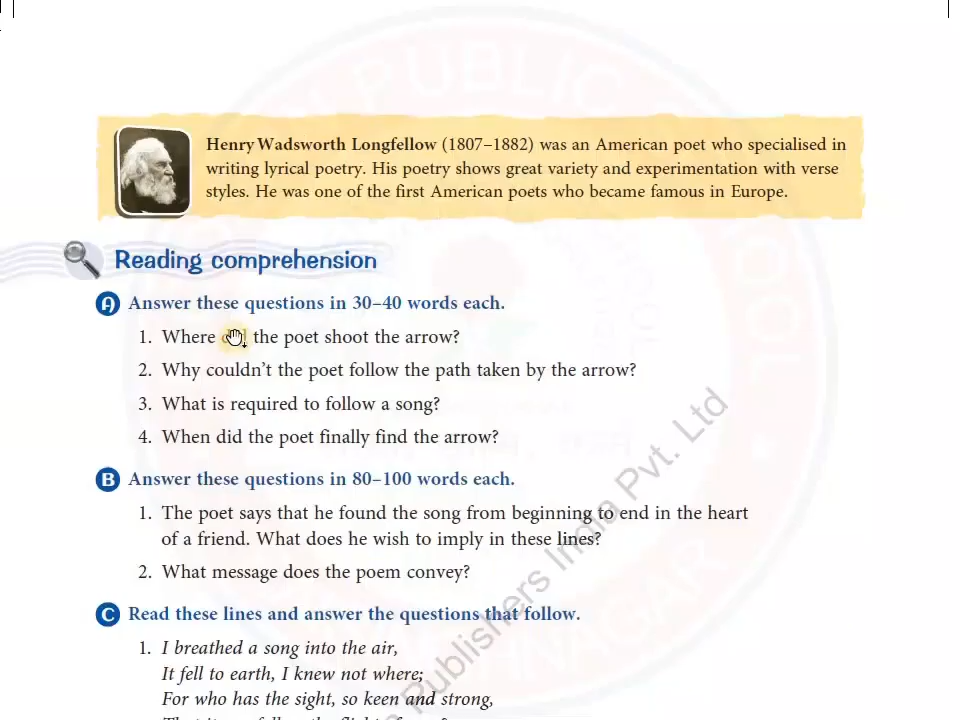 Henry Wadsworth Longfellow (1807–1882) was an American poet who specialised in
writing lyrical poetry. His poetry shows great variety and experimentation with verse
styles. He was one of the first American poets who became famous in Europe.
Reading comprehension
A Answer these questions in 30–40 words each.
1. Where the poet shoot the arrow?
2. Why couldn’t the poet follow the path taken by the arrow?
3. What is required to follow a song?
4. When did the poet finally find the arrow?
B Answer these questions in 80–100 words each.
1. The poet says that he found the song from beginning to end in the heart
of a friend. What does he wish to imply in these lines?
2. What message does the poem convey?
C Read these lines and answer the questions that follow.
1. I breathed a song into the air,
It fell to earth, I knew not where;
For who has the sight, so keen and strong,
Publishers India Pvt. Ltd